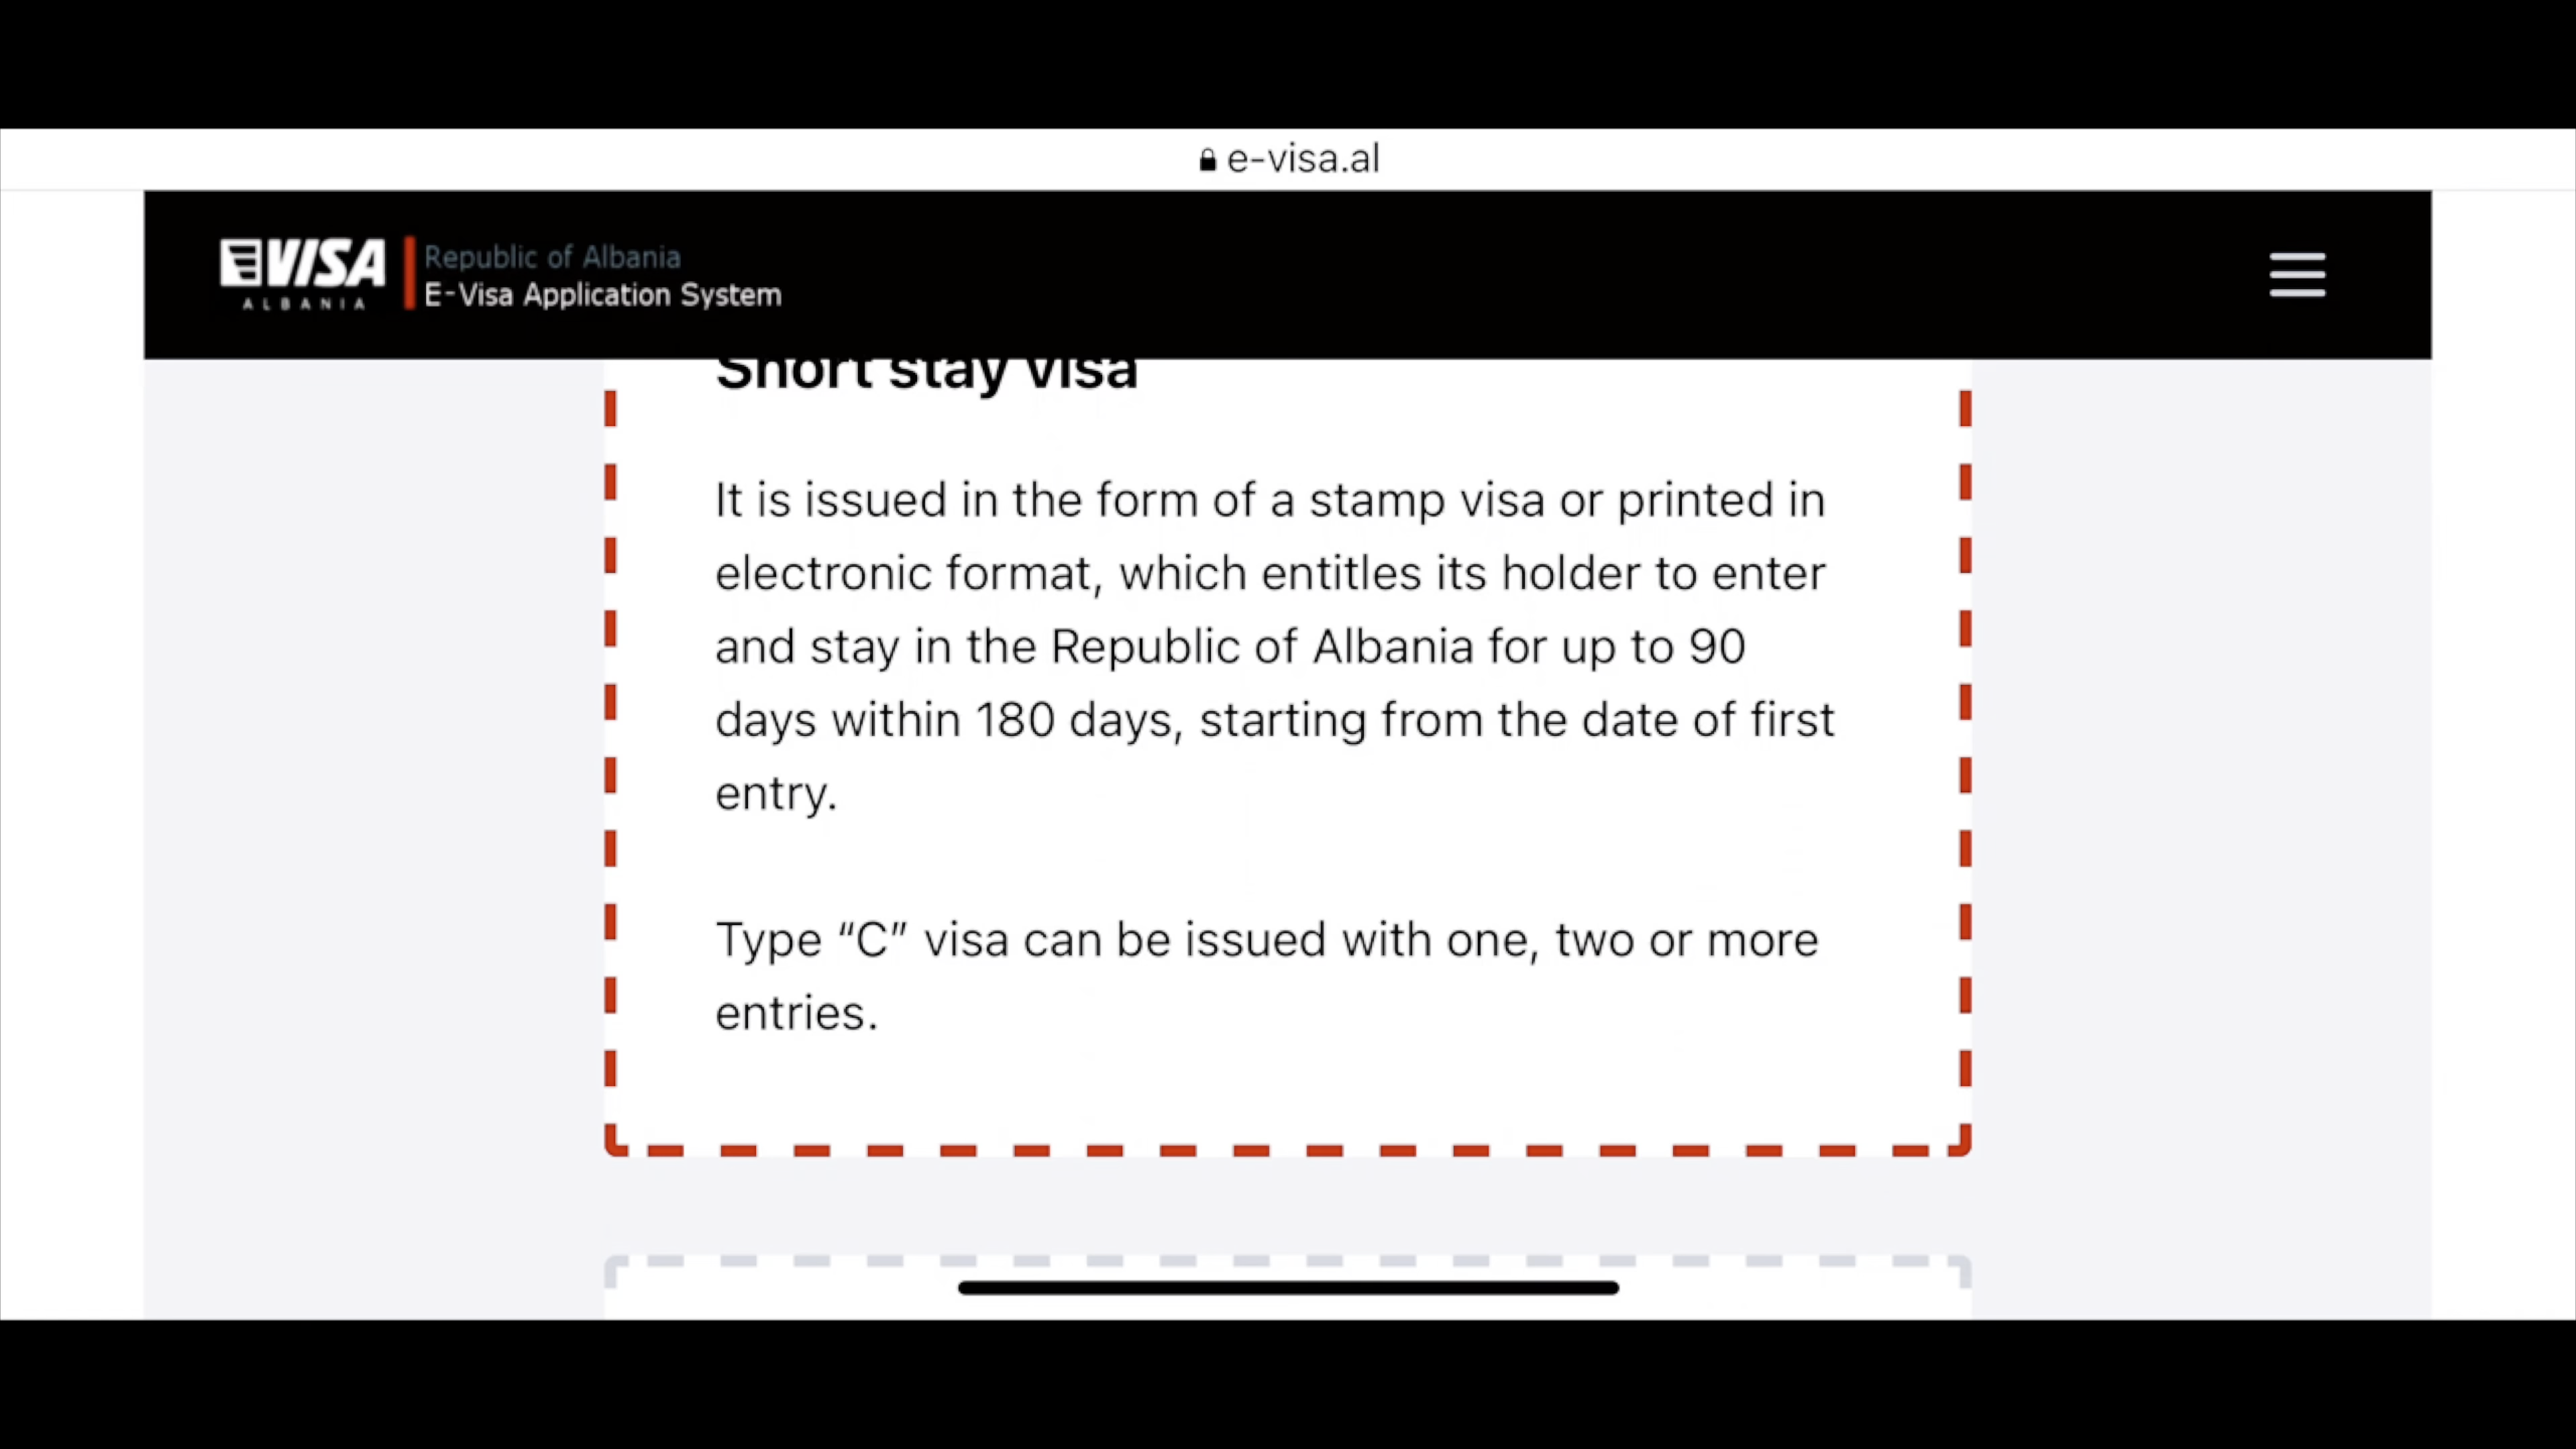 e-visa.al
EVISA
ALBANIA
Republic of Albania
E-Visa Application System
Short stay visa
It is issued in the form of a stamp visa or printed in
electronic format, which entitles its holder to enter
and stay in the Republic of Albania for up to 90
days within 180 days, starting from the date of first
entry.
Type “C” visa can be issued with one, two or more
entries.